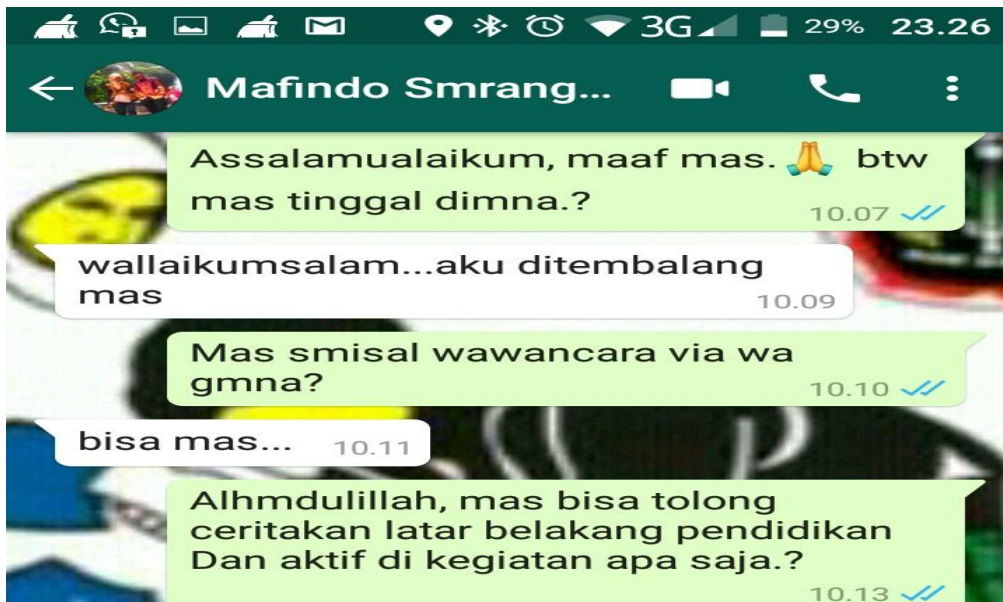 3G 29% 23.26
Mafindo Smrang...
Assalamualaikum, maaf mas. 🙏 btw
mas tinggal dimna.?
10.07
wallaikumsalam...aku ditembalang
mas
10.09
Mas smisal wawancara via wa
gmna?
10.10
bisa mas... 10.11
Alhmdulillah, mas bisa tolong
ceritakan latar belakang pendidikan
Dan aktif di kegiatan apa saja.?
10.13